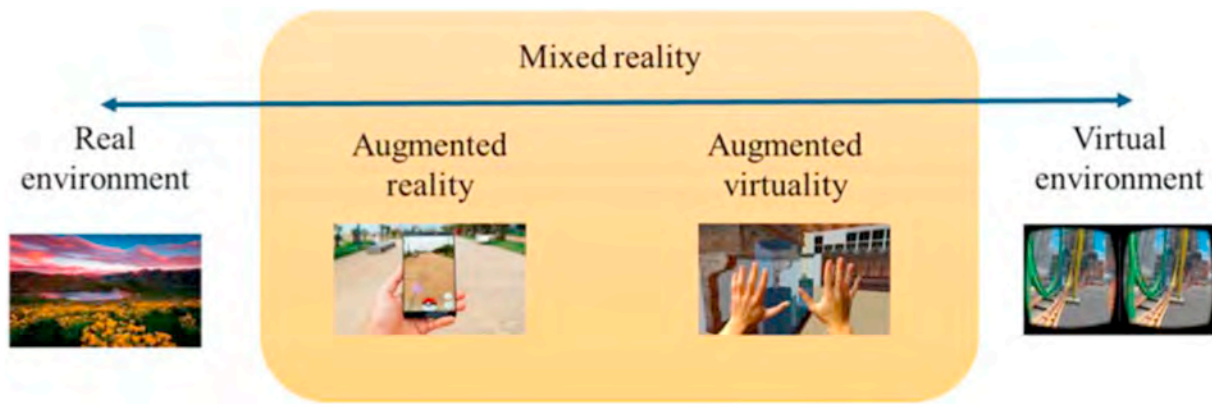 Mixed reality
Real
environment
Augmented
reality
Augmented
virtuality
Virtual
environment